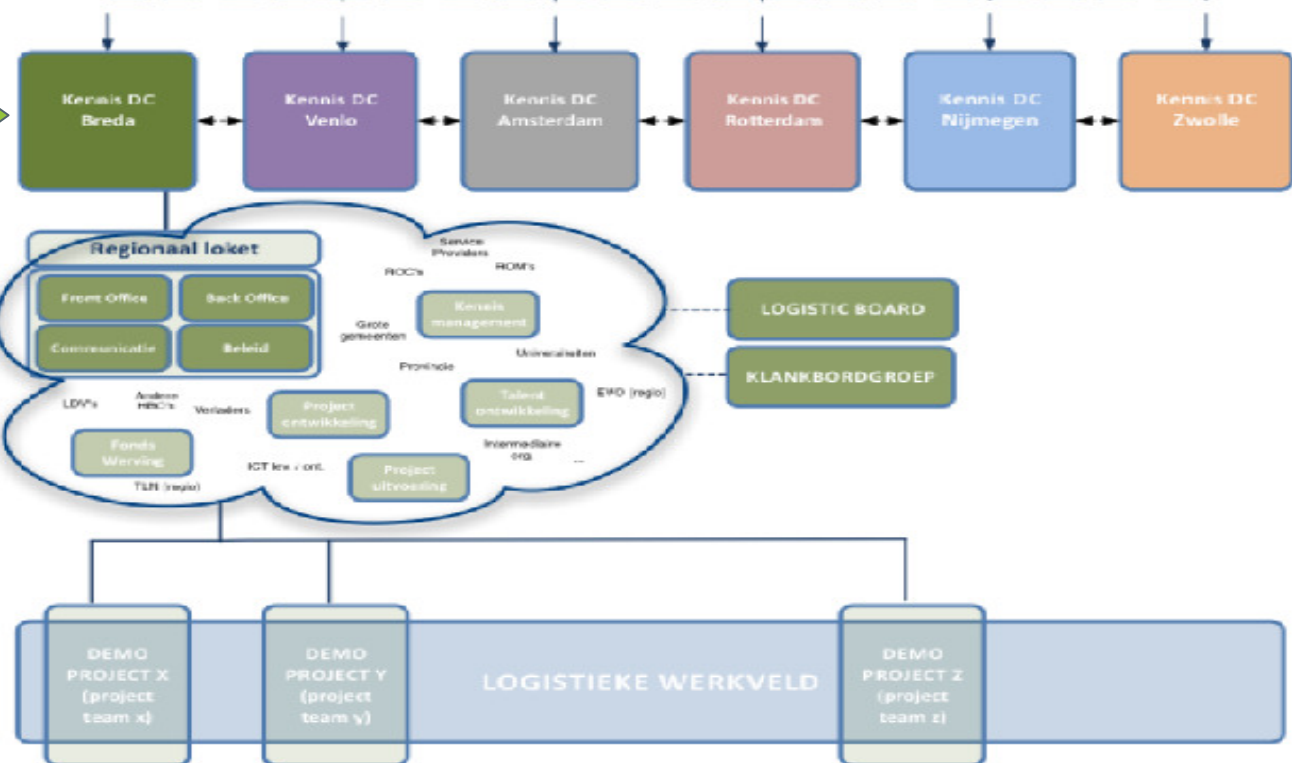 Kennis DC
Breda
Kennis DC
Venlo
Kennis DC
Amsterdam
Kennis DC
Rotterdam
Kennis DC
Nijmegen
Kennis DC
Zwolle
Regionaal loket
Front Office
Back Office
Communicatie
Beleid
Service
Providers
ROC's
ROM's
Kennis
management
Grote
gemeenten
Universiteiten
Provincie
LOGISTIC BOARD
KLANKBORDGROEP
EVO (regio)
Talent
ontwikkeling
LDV's
Andere
HBO's
Verladers
Project
ontwikkeling
Fonds
Werving
Intermediaire
org.
...
ICT
Project
uitvoering
TLN (regio)
DEMO
PROJECT X
(project
team x)
DEMO
PROJECT Y
(project
team y)
LOGISTIEKE WERKVELD
DEMO
PROJECT Z
(project
team z)